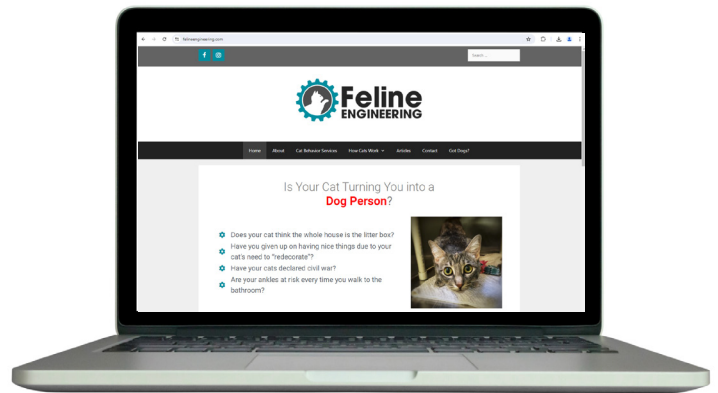 felineengineering.com
Search ...
Feline
ENGINEERING
Home About Cat Behavior Services How Cats Work Articles Contact Got Dogs?
Is Your Cat Turning You into a
Dog Person?
Does your cat think the whole house is the litter box?
Have you given up on having nice things due to your
cat's need to "redecorate"?
Have your cats declared civil war?
Are your ankles at risk every time you walk to the
bathroom?